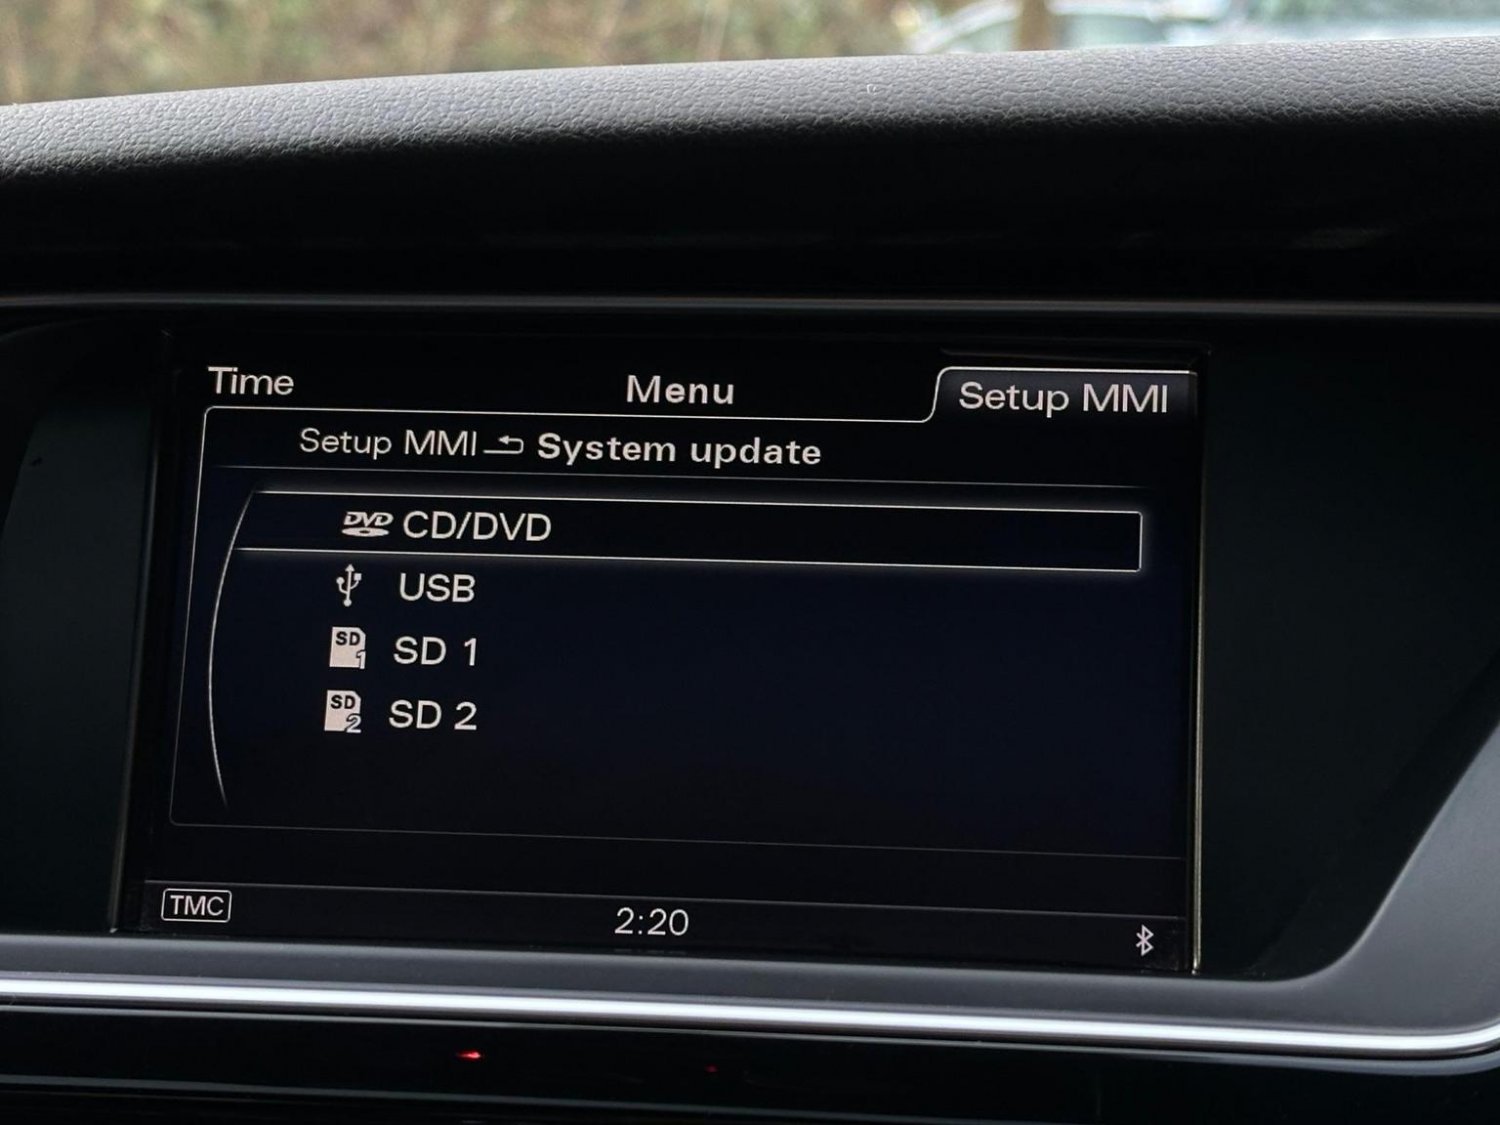 Time Menu Setup MMI
Setup MMI System update
DVD CD/DVD
USB
SD 1 SD 1
SD 2 SD 2
TMC 2:20